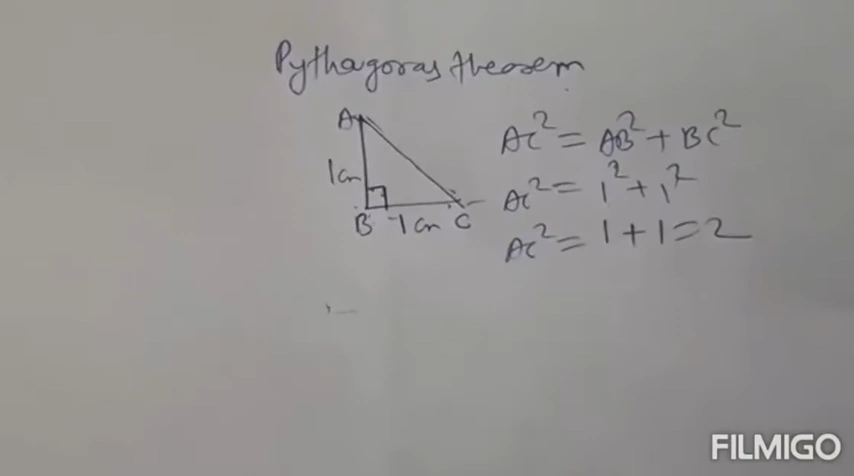 Pythagoras theorem
A
1cm
B 1cm C
AC² = AB² + BC²
AC² = 1² + 1²
AC² = 1 + 1 = 2
FILMIGO